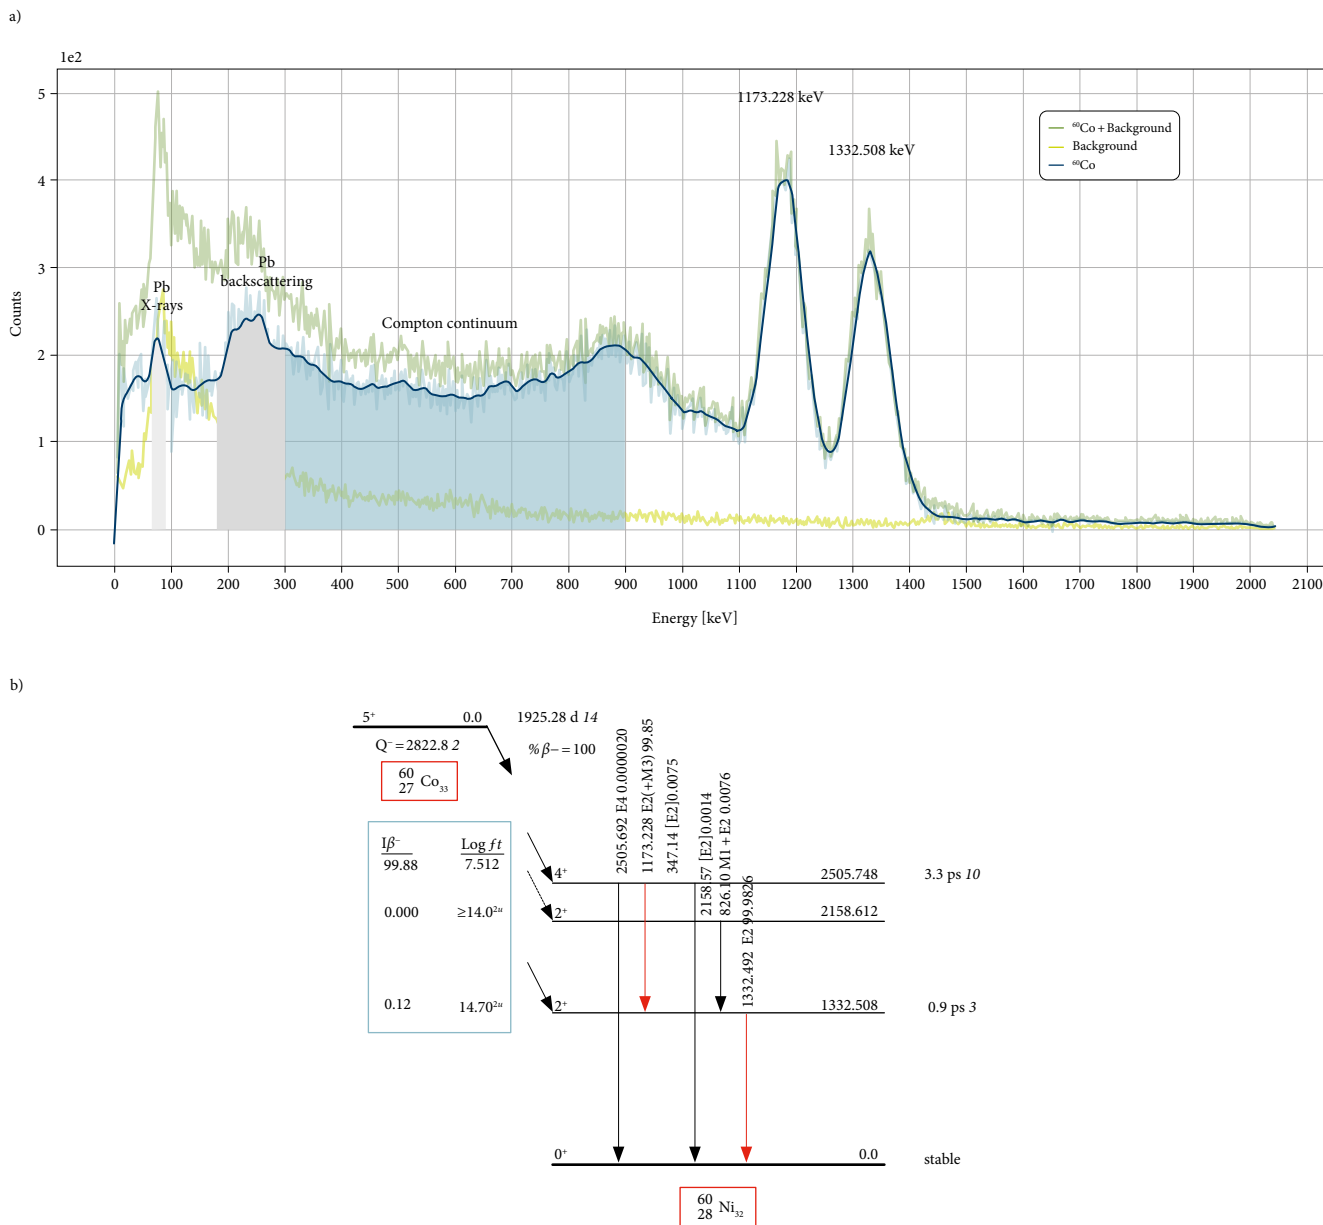 a)
1e2
5
4
3
2
1
0
Counts
1173.228 keV
1332.508 keV
⁶⁰Co + Background
Background
⁶⁰Co
Pb
X-rays
Pb
backscattering
Compton continuum
0 100 200 300 400 500 600 700 800 900 1000 1100 1200 1300 1400 1500 1600 1700 1800 1900 2000 2100
Energy [keV]
b)
5⁺ 0.0 1925.28 d 14
Q⁻ = 2822.8 2 %β− = 100
60
27 Co₃₃
Iβ⁻ Log ft
99.88 7.512
0.000 ≥14.0²ᵘ
0.12 14.70²ᵘ
2505.692 E4 0.0000020
1173.228 E2(+M3) 99.85
347.14 [E2]0.0075
2158.57 [E2]0.0014
826.10 M1 + E2 0.0076
1332.492 E2 99.9826
4⁺ 2505.748 3.3 ps 10
2⁺ 2158.612
2⁺ 1332.508 0.9 ps 3
0⁺ 0.0 stable
60
28 Ni₃₂